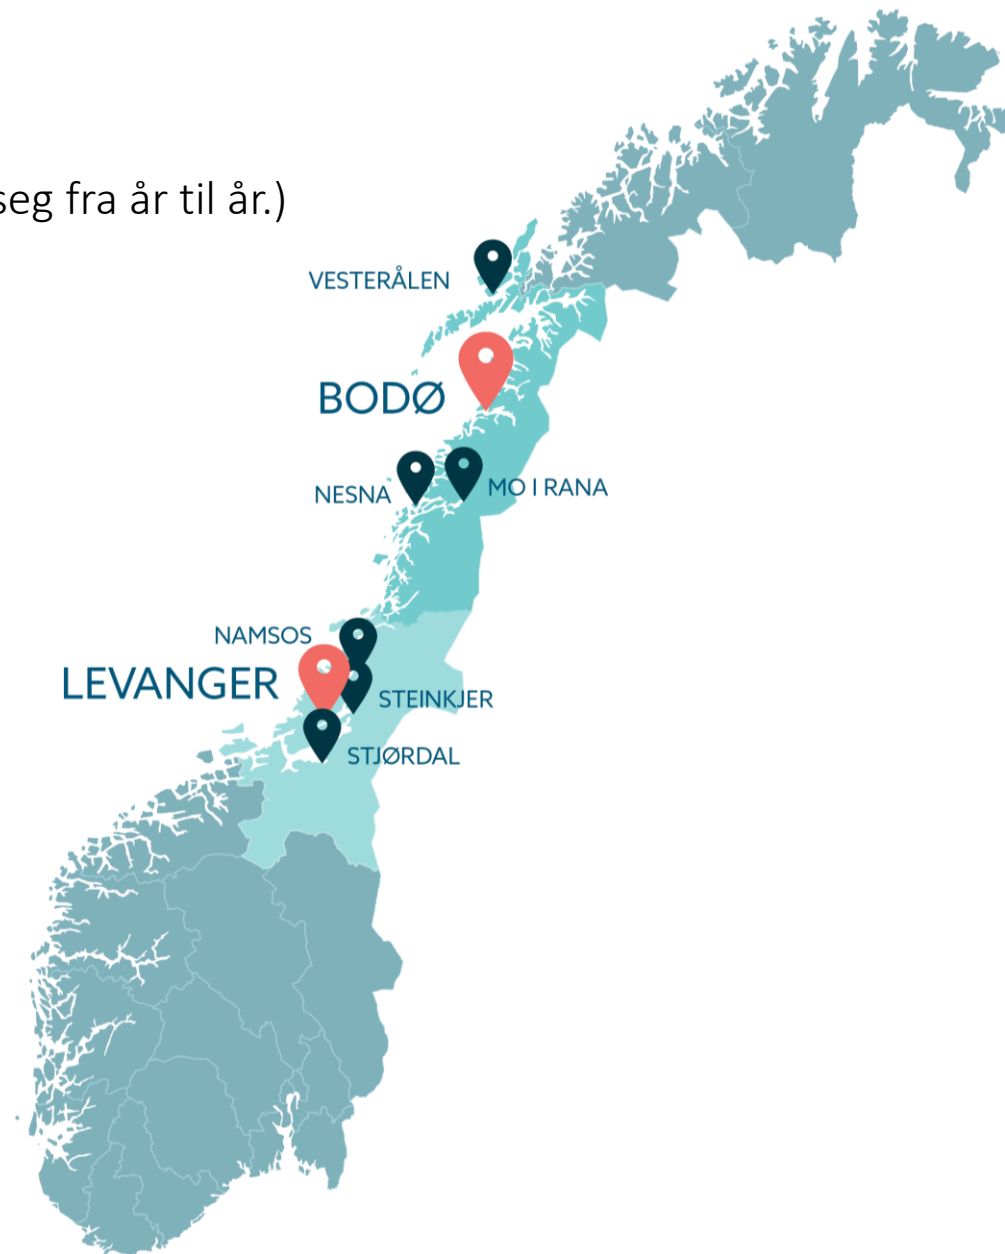 seg fra år til år.)
VESTERÅLEN
BODØ
NESNA
MO I RANA
NAMSOS
LEVANGER
STEINKJER
STJØRDAL